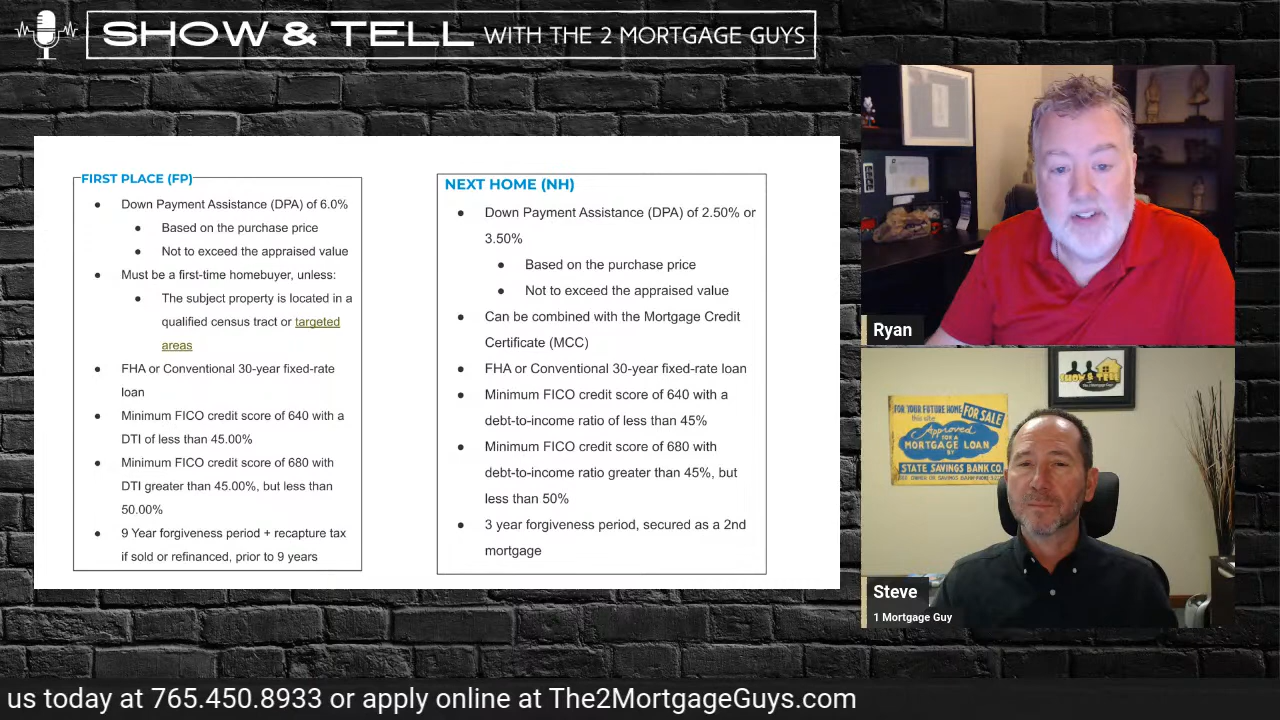 SHOW & TELL WITH THE 2 MORTGAGE GUYS
FIRST PLACE (FP)
● Down Payment Assistance (DPA) of 6.0%
● Based on the purchase price
● Not to exceed the appraised value
● Must be a first-time homebuyer, unless:
● The subject property is located in a
qualified census tract or targeted
areas
● FHA or Conventional 30-year fixed-rate
loan
● Minimum FICO credit score of 640 with a
DTI of less than 45.00%
● Minimum FICO credit score of 680 with
DTI greater than 45.00%, but less than
50.00%
● 9 Year forgiveness period + recapture tax
if sold or refinanced, prior to 9 years
NEXT HOME (NH)
● Down Payment Assistance (DPA) of 2.50% or
3.50%
● Based on the purchase price
● Not to exceed the appraised value
● Can be combined with the Mortgage Credit
Certificate (MCC)
● FHA or Conventional 30-year fixed-rate loan
● Minimum FICO credit score of 640 with a
debt-to-income ratio of less than 45%
● Minimum FICO credit score of 680 with
debt-to-income ratio greater than 45%, but
less than 50%
● 3 year forgiveness period, secured as a 2nd
mortgage
Ryan
SHOW & TELL
FOR YOUR FUTURE HOME
this site
FOR SALE
Approved
FOR A
MORTGAGE LOAN
BY
STATE SAVINGS BANK CO.
Steve
1 Mortgage Guy
us today at 765.450.8933 or apply online at The2MortgageGuys.com